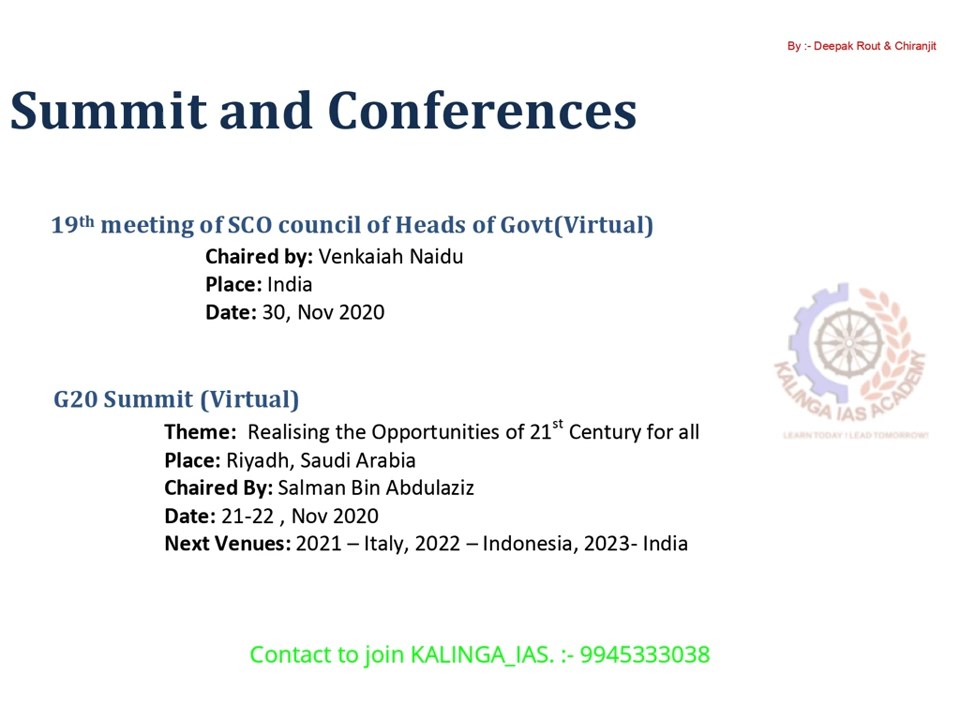 By :- Deepak Rout & Chiranjit
Summit and Conferences
19th meeting of SCO council of Heads of Govt(Virtual)
Chaired by: Venkaiah Naidu
Place: India
Date: 30, Nov 2020
KALINGA IAS ACADEMY
LEARN TODAY ! LEAD TOMORROW!
G20 Summit (Virtual)
Theme:  Realising the Opportunities of 21st Century for all
Place: Riyadh, Saudi Arabia
Chaired By: Salman Bin Abdulaziz
Date: 21-22 , Nov 2020
Next Venues: 2021 – Italy, 2022 – Indonesia, 2023- India
Contact to join KALINGA_IAS. :- 9945333038